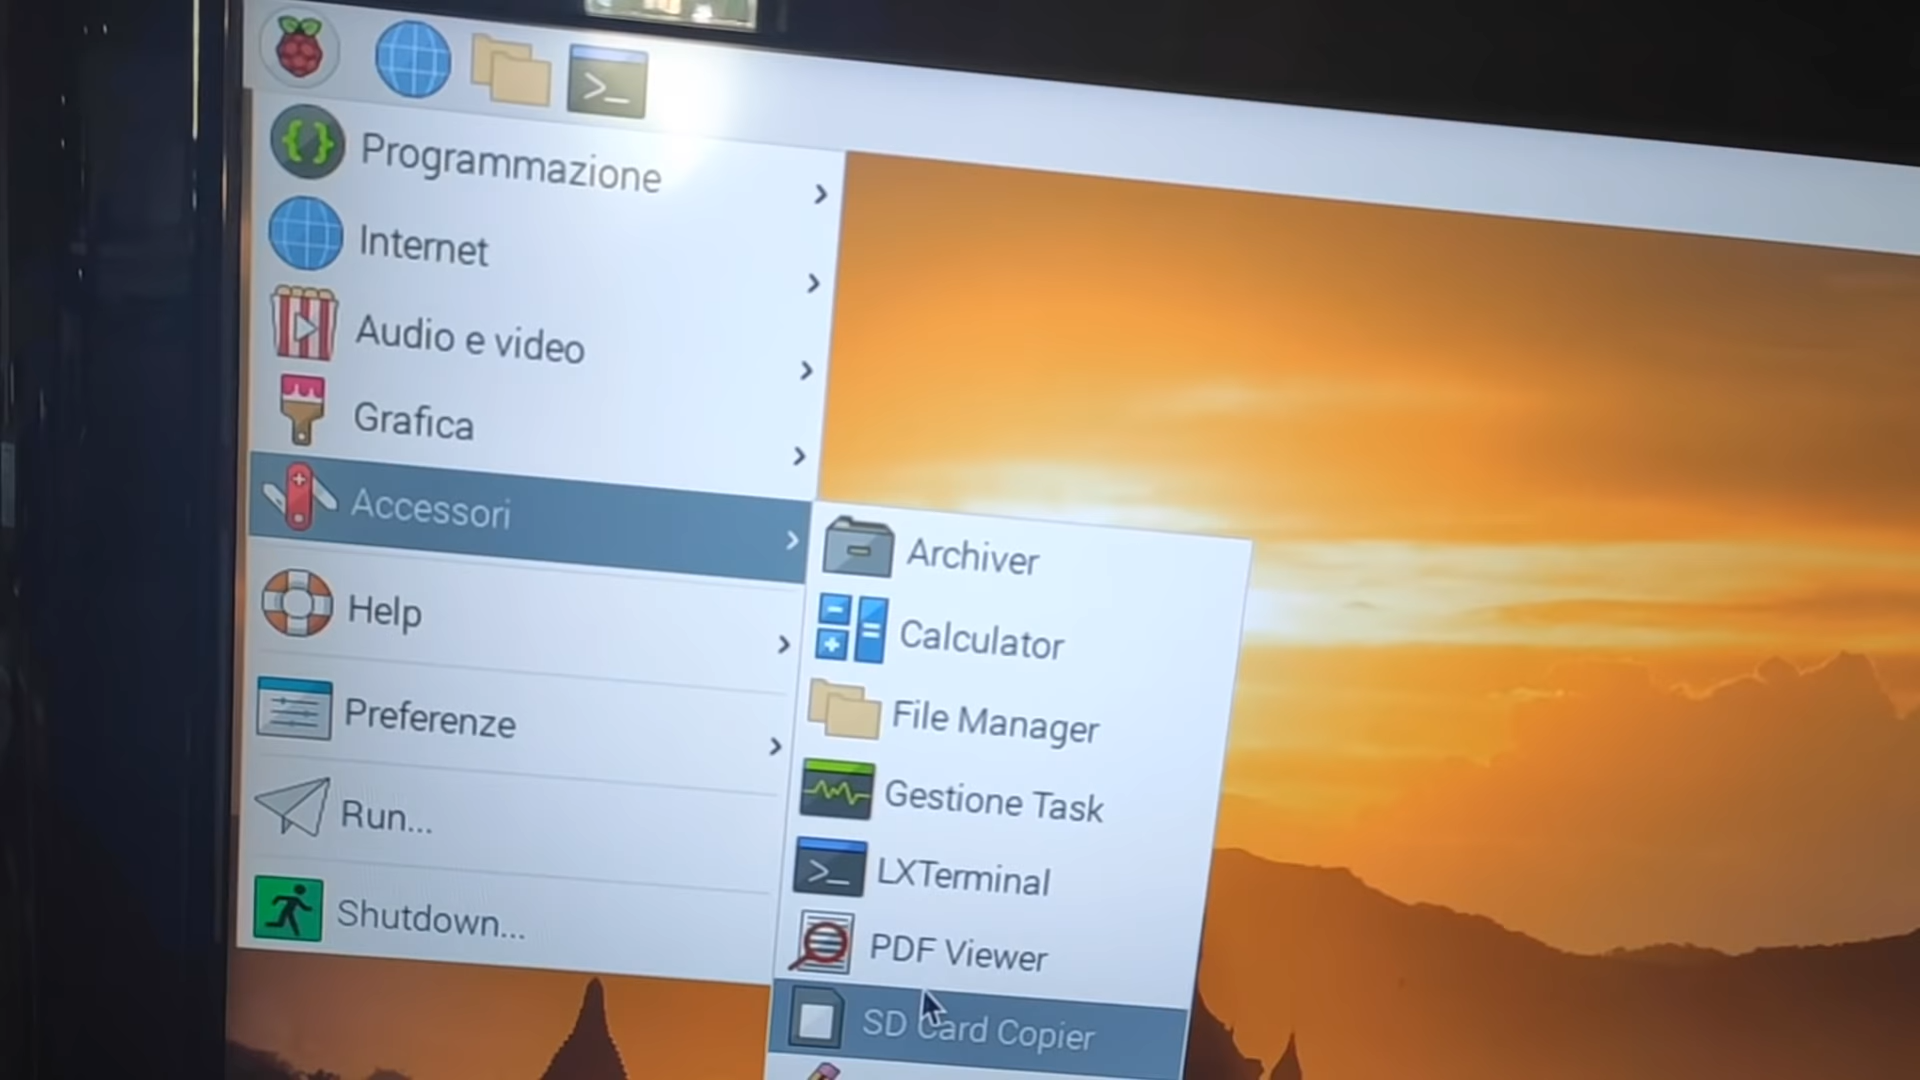 Programmazione
Internet
Audio e video
Grafica
Accessori
Help
Preferenze
Run...
Shutdown...
Archiver
Calculator
File Manager
Gestione Task
LXTerminal
PDF Viewer
SD Card Copier